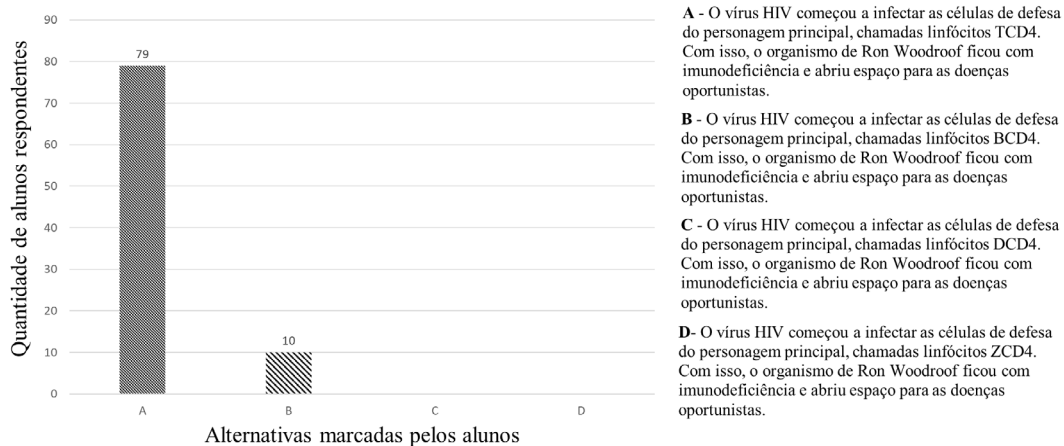 90
80
70
60
50
40
30
20
10
0
79
10
A
B
C
D
Quantidade de alunos respondentes
Alternativas marcadas pelos alunos
A - O vírus HIV começou a infectar as células de defesa
do personagem principal, chamadas linfócitos TCD4.
Com isso, o organismo de Ron Woodroof ficou com
imunodeficiência e abriu espaço para as doenças
oportunistas.
B - O vírus HIV começou a infectar as células de defesa
do personagem principal, chamadas linfócitos BCD4.
Com isso, o organismo de Ron Woodroof ficou com
imunodeficiência e abriu espaço para as doenças
oportunistas.
C - O vírus HIV começou a infectar as células de defesa
do personagem principal, chamadas linfócitos DCD4.
Com isso, o organismo de Ron Woodroof ficou com
imunodeficiência e abriu espaço para as doenças
oportunistas.
D- O vírus HIV começou a infectar as células de defesa
do personagem principal, chamadas linfócitos ZCD4.
Com isso, o organismo de Ron Woodroof ficou com
imunodeficiência e abriu espaço para as doenças
oportunistas.